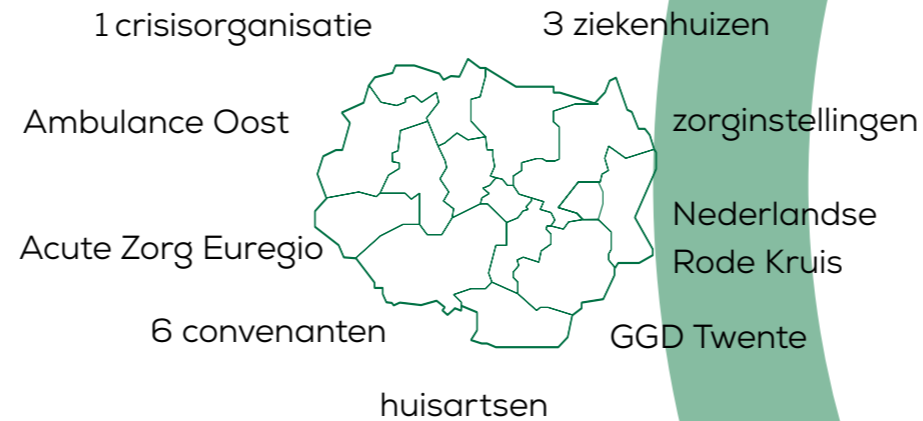 1 crisisorganisatie
3 ziekenhuizen
Ambulance Oost
zorginstellingen
Nederlandse
Rode Kruis
Acute Zorg Euregio
6 convenanten
GGD Twente
huisartsen